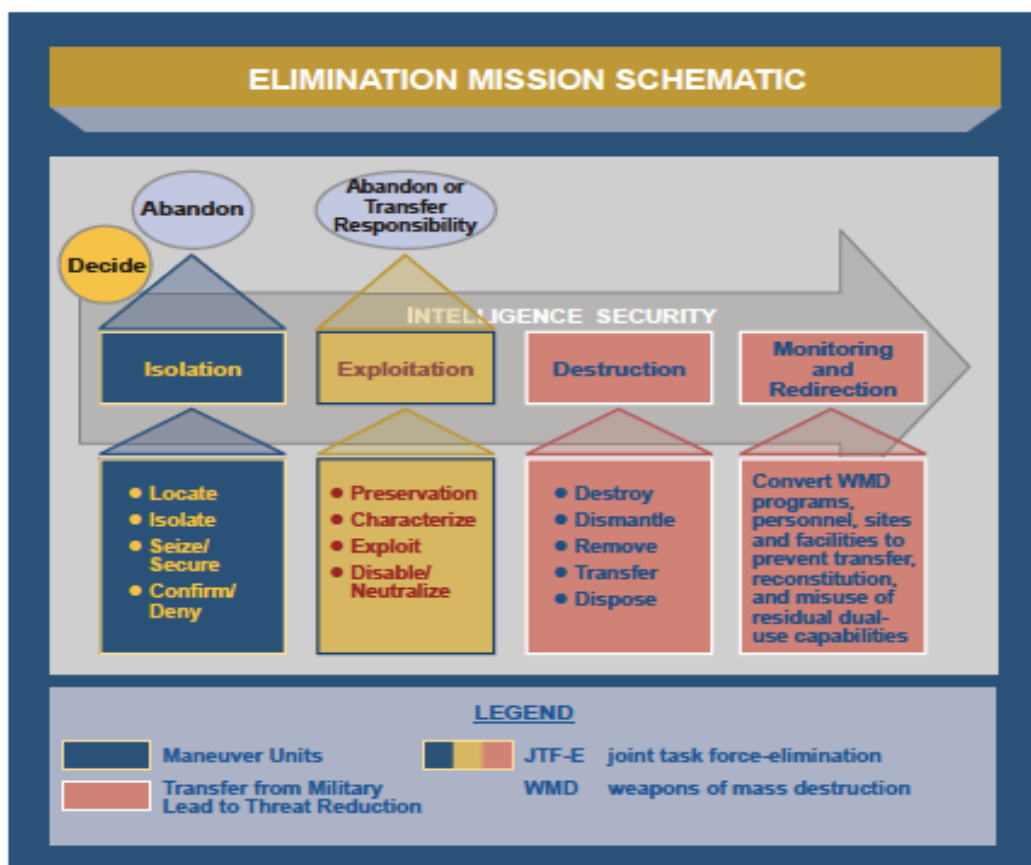 ELIMINATION MISSION SCHEMATIC
Abandon
Abandon or
Transfer
Responsibility
Decide
INTELLIGENCE SECURITY
Isolation
Exploitation
Destruction
Monitoring
and
Redirection
• Locate
• Isolate
• Seize/
Secure
• Confirm/
Deny
• Preservation
• Characterize
• Exploit
• Disable/
Neutralize
• Destroy
• Dismantle
• Remove
• Transfer
• Dispose
Convert WMD
programs,
personnel, sites
and facilities to
prevent transfer,
reconstitution,
and misuse of
residual dual-
use capabilities
LEGEND
Maneuver Units
Transfer from Military
Lead to Threat Reduction
JTF-E joint task force-elimination
WMD weapons of mass destruction